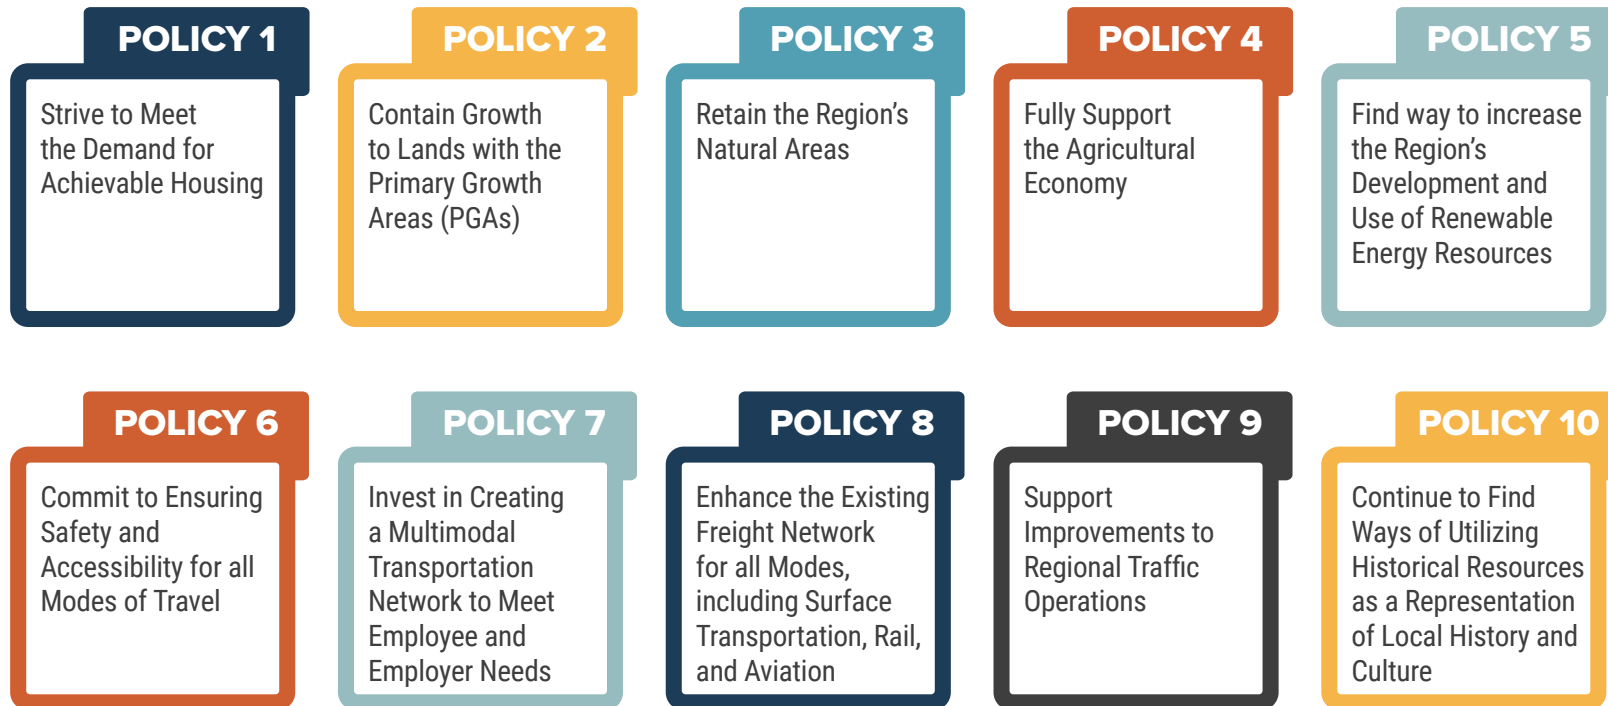 POLICY 1
Strive to Meet
the Demand for
Achievable Housing
POLICY 2
Contain Growth
to Lands with the
Primary Growth
Areas (PGAs)
POLICY 3
Retain the Region’s
Natural Areas
POLICY 4
Fully Support
the Agricultural
Economy
POLICY 5
Find way to increase
the Region’s
Development and
Use of Renewable
Energy Resources
POLICY 6
Commit to Ensuring
Safety and
Accessibility for all
Modes of Travel
POLICY 7
Invest in Creating
a Multimodal
Transportation
Network to Meet
Employee and
Employer Needs
POLICY 8
Enhance the Existing
Freight Network
for all Modes,
including Surface
Transportation, Rail,
and Aviation
POLICY 9
Support
Improvements to
Regional Traffic
Operations
POLICY 10
Continue to Find
Ways of Utilizing
Historical Resources
as a Representation
of Local History and
Culture